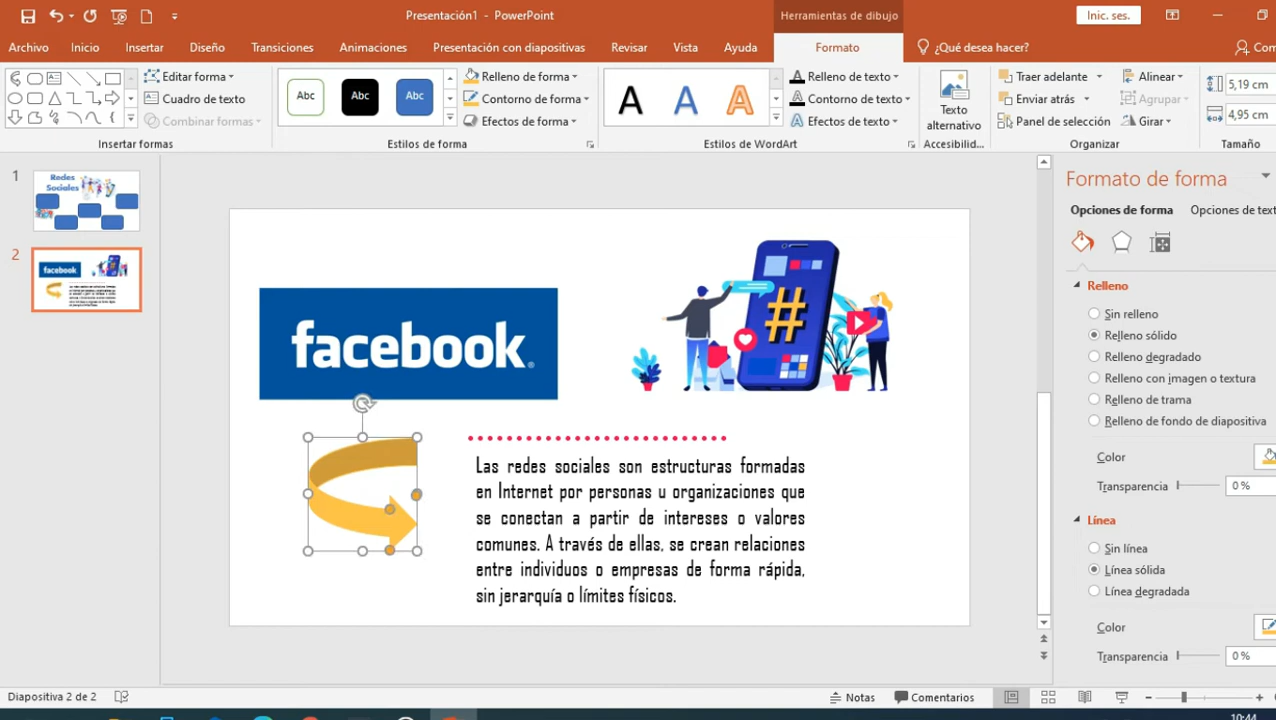 Presentación1 - PowerPoint
Herramientas de dibujo
Inic. ses.
Archivo Inicio Insertar Diseño Transiciones Animaciones Presentación con diapositivas Revisar Vista Ayuda Formato ¿Qué desea hacer?
Editar forma
Cuadro de texto
Combinar formas
Insertar formas
Abc Abc Abc
Relleno de forma
Contorno de forma
Efectos de forma
Estilos de forma
A A A
Relleno de texto
Contorno de texto
Efectos de texto
Estilos de WordArt
Texto
alternativo
Accesibilid...
Traer adelante
Enviar atrás
Panel de selección
Alinear
Agrupar
Girar
Organizar
5,19 cm
4,95 cm
Tamaño
1
Redes
Sociales
2
facebook
facebook®
#
Las redes sociales son estructuras formadas
en Internet por personas u organizaciones que
se conectan a partir de intereses o valores
comunes. A través de ellas, se crean relaciones
entre individuos o empresas de forma rápida,
sin jerarquía o límites físicos.
Formato de forma
Opciones de forma
Relleno
Sin relleno
Relleno sólido
Relleno degradado
Relleno con imagen o textura
Relleno de trama
Relleno de fondo de diapositiva
Color
Transparencia 0 %
Línea
Sin línea
Línea sólida
Línea degradada
Color
Transparencia 0 %
Diapositiva 2 de 2
Notas
Comentarios
10:44